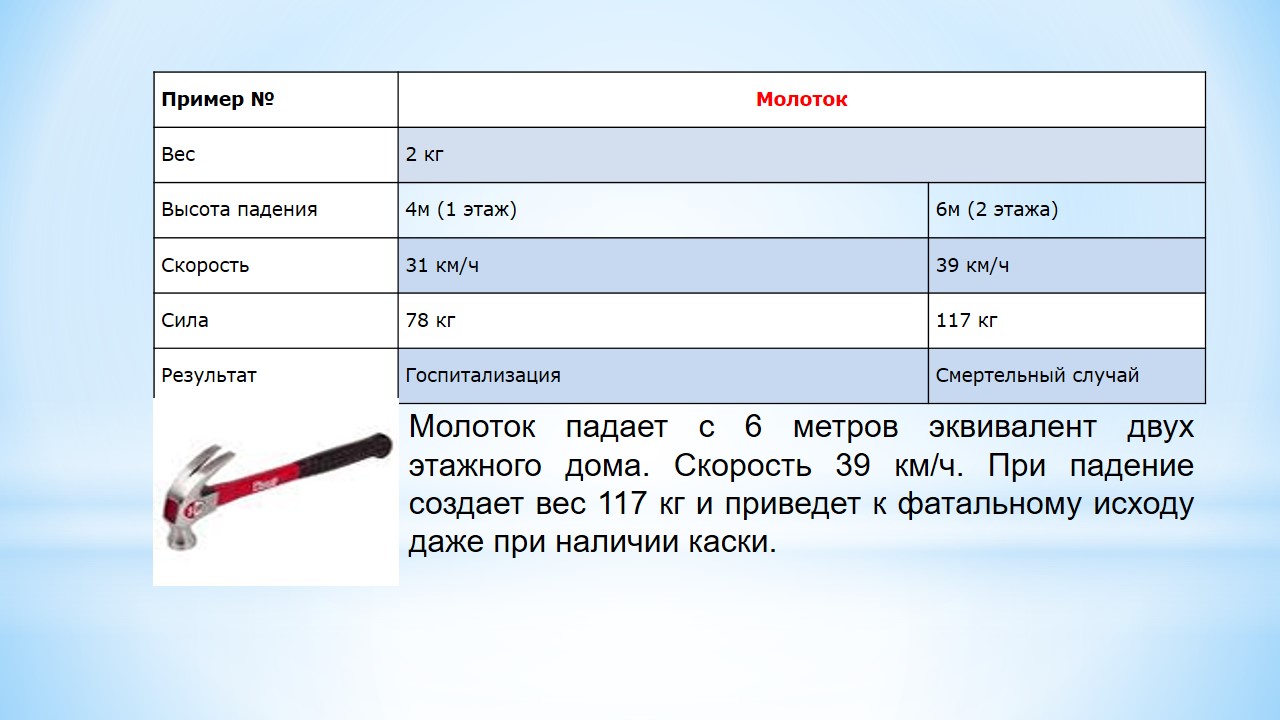 Пример № Молоток
Вес 2 кг
Высота падения 4м (1 этаж) 6м (2 этажа)
Скорость 31 км/ч 39 км/ч
Сила 78 кг 117 кг
Результат Госпитализация Смертельный случай
Молоток падает с 6 метров эквивалент двух
этажного дома. Скорость 39 км/ч. При падение
создает вес 117 кг и приведет к фатальному исходу
даже при наличии каски.